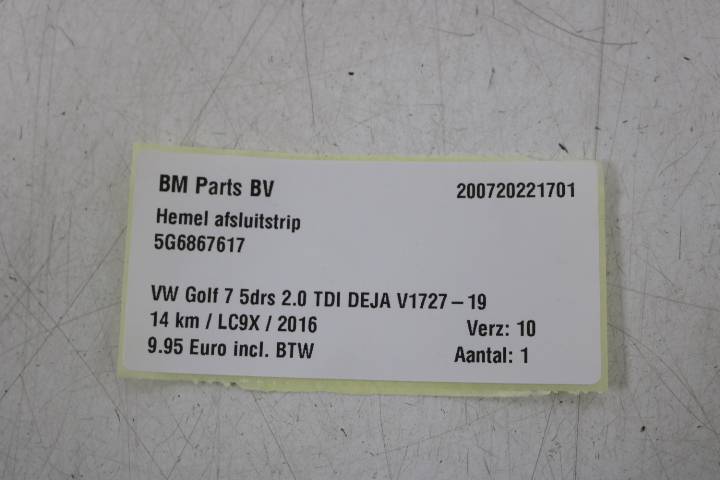 BM Parts BV 200720221701
Hemel afsluitstrip
5G6867617
VW Golf 7 5drs 2.0 TDI DEJA V1727-19
14 km / LC9X / 2016 Verz: 10
9.95 Euro incl. BTW Aantal: 1